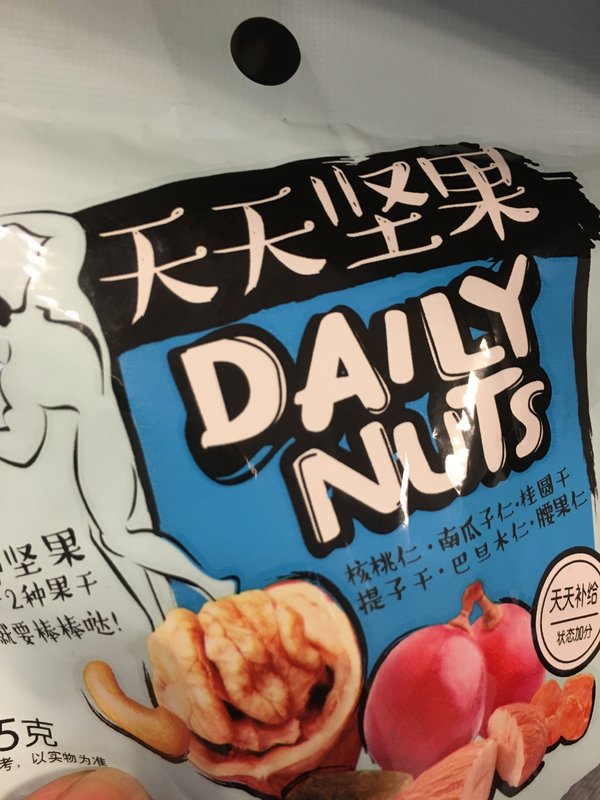 天天坚果
DAILY
NUTS
核桃仁·南瓜子仁·桂圆干
提子干·巴旦木仁·腰果仁
坚果
2种果干
就要棒棒哒!
天天补给
状态加分
5克
考，以实物为准